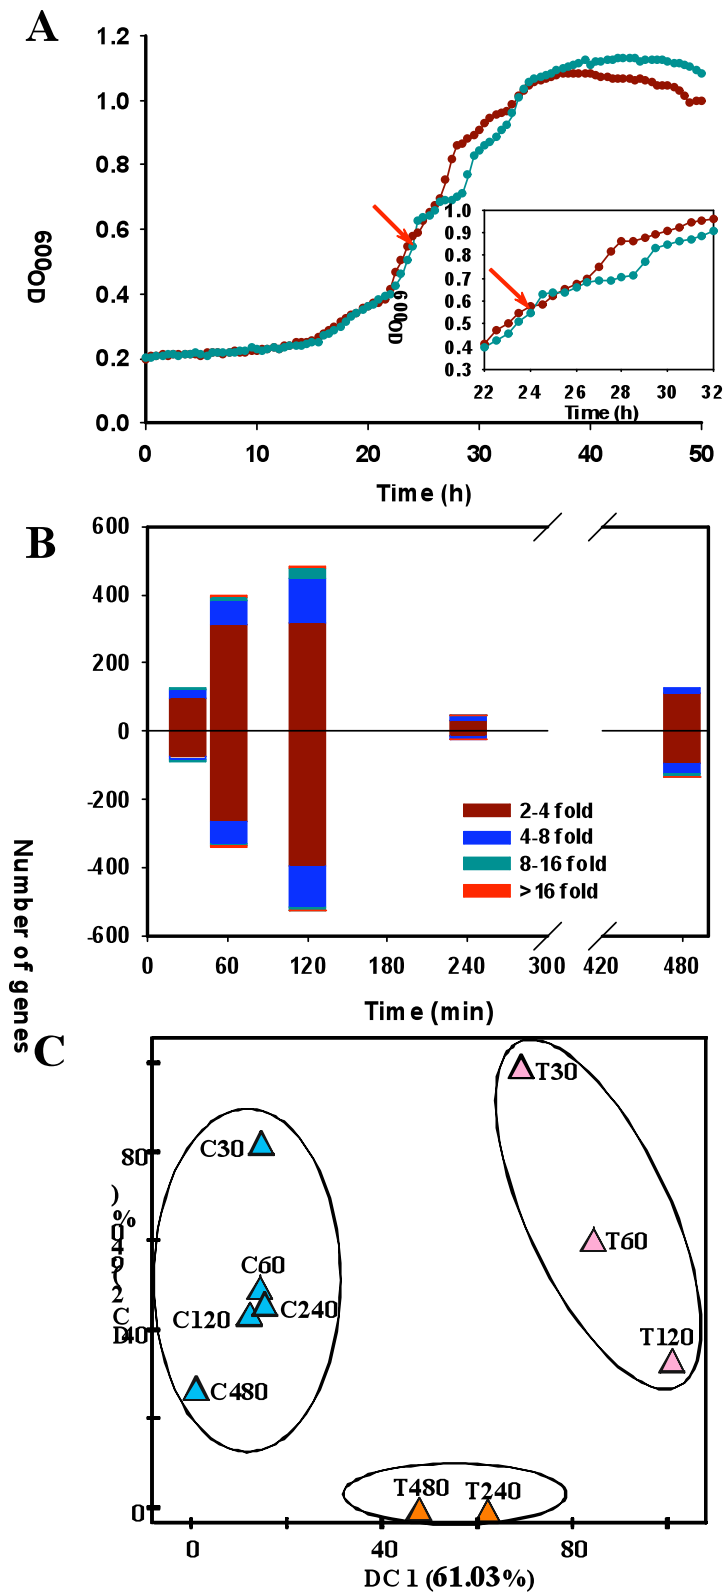 A
1.2
1.0
0.8
0.6
0.4
0.2
0.0
600OD
0 10 20 30 40 50
Time (h)
1.0
0.9
0.8
0.7
0.6
0.5
0.4
0.3
600OD
22 24 26 28 30 32
Time (h)
B
600
400
200
0
-200
-400
-600
Number of genes
2-4 fold
4-8 fold
8-16 fold
>16 fold
0 60 120 180 240 300 420 480
Time (min)
C
T30
C30
80
T60
C60
C240
C120
40
T120
C480
T480 T240
0
0 40 80
DC 1 (61.03%)